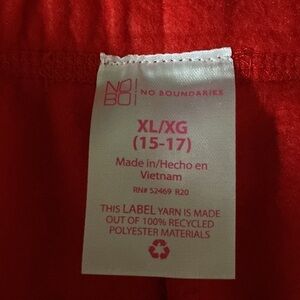 NO
BO
NO BOUNDARIES
XL/XG
(15-17)
Made in/Hecho en
Vietnam
RN# 52469 R20
THIS LABEL YARN IS MADE
OUT OF 100% RECYCLED
POLYESTER MATERIALS